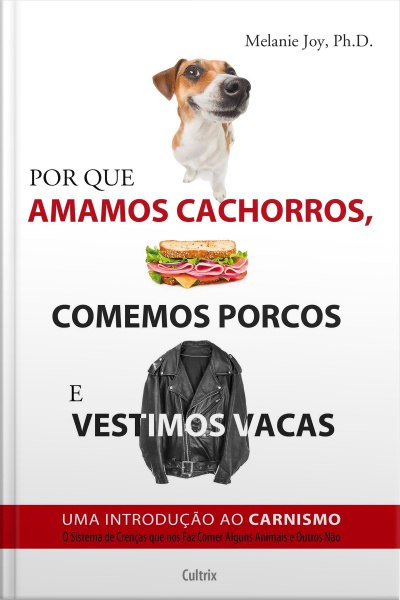 Melanie Joy, Ph.D.
POR QUE
AMAMOS CACHORROS,
COMEMOS PORCOS
E
VESTIMOS VACAS
UMA INTRODUÇÃO AO CARNISMO
O Sistema de Crenças que nos Faz Comer Alguns Animais e Outros Não
Cultrix